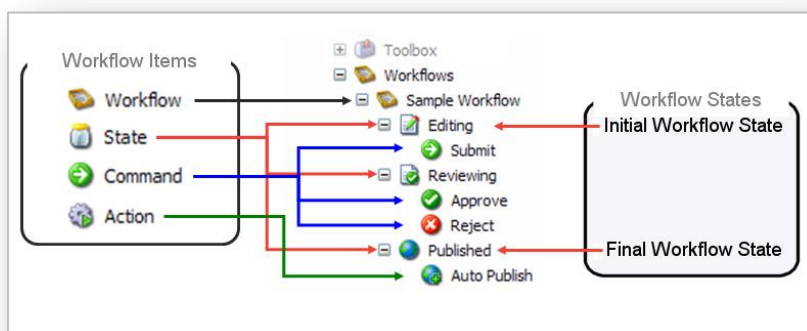 Workflow Items
Workflow
State
Command
Action
Toolbox
Workflows
Sample Workflow
Editing
Submit
Reviewing
Approve
Reject
Published
Auto Publish
Workflow States
Initial Workflow State
Final Workflow State